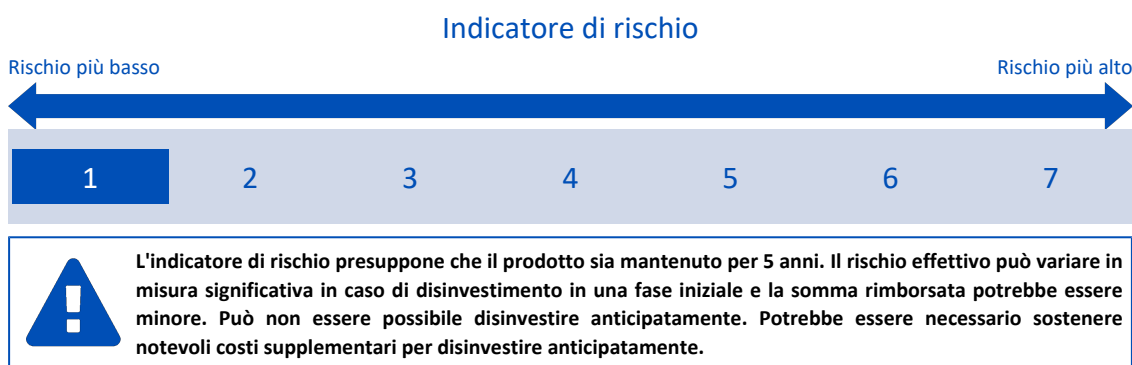 Indicatore di rischio
Rischio più basso Rischio più alto
1 2 3 4 5 6 7
L'indicatore di rischio presuppone che il prodotto sia mantenuto per 5 anni. Il rischio effettivo può variare in
misura significativa in caso di disinvestimento in una fase iniziale e la somma rimborsata potrebbe essere
minore. Può non essere possibile disinvestire anticipatamente. Potrebbe essere necessario sostenere
notevoli costi supplementari per disinvestire anticipatamente.